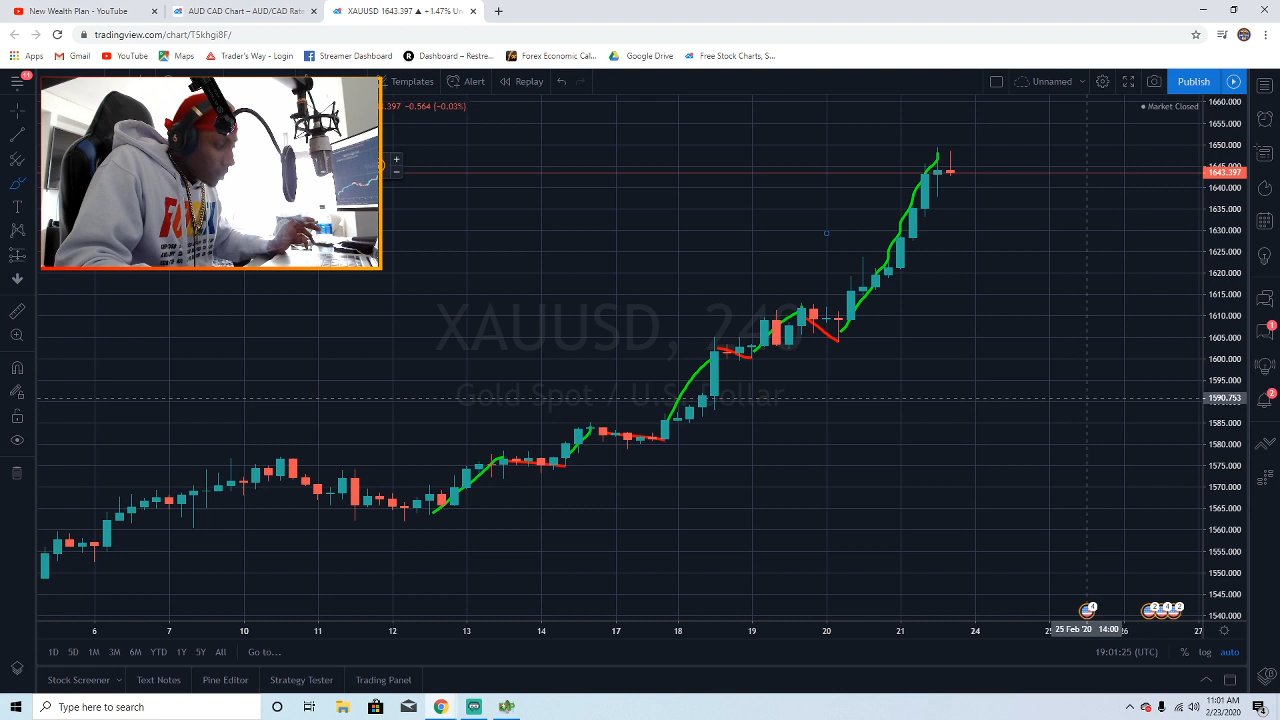 New Wealth Plan - YouTube
AUD CAD Chart – AUD/CAD Rate
XAUUSD 1643.397 ▲ +1.47% Un
tradingview.com/chart/T5khgi8F/
Apps Gmail YouTube Maps Trader's Way - Login Streamer Dashboard Dashboard – Restre... Forex Economic Cal... Google Drive Free Stock Charts, S...
11
Templates Alert Replay Unnamed Publish
.397 −0.564 (−0.03%)
Market Closed
XAUUSD, 240
Gold Spot / U.S. Dollar
1660.000
1655.000
1650.000
1645.000
1643.397
1640.000
1635.000
1630.000
1625.000
1620.000
1615.000
1610.000
1605.000
1600.000
1595.000
1590.753
1585.000
1580.000
1575.000
1570.000
1565.000
1560.000
1555.000
1550.000
1545.000
1540.000
1
2
4
2 2
6 7 10 11 12 13 14 17 18 19 20 21 24 26 27
25 Feb '20 14:00
1D 5D 1M 3M 6M YTD 1Y 5Y All Go to... 19:01:25 (UTC) % log auto
Stock Screener Text Notes Pine Editor Strategy Tester Trading Panel
Type here to search
11:01 AM
2/23/2020
4